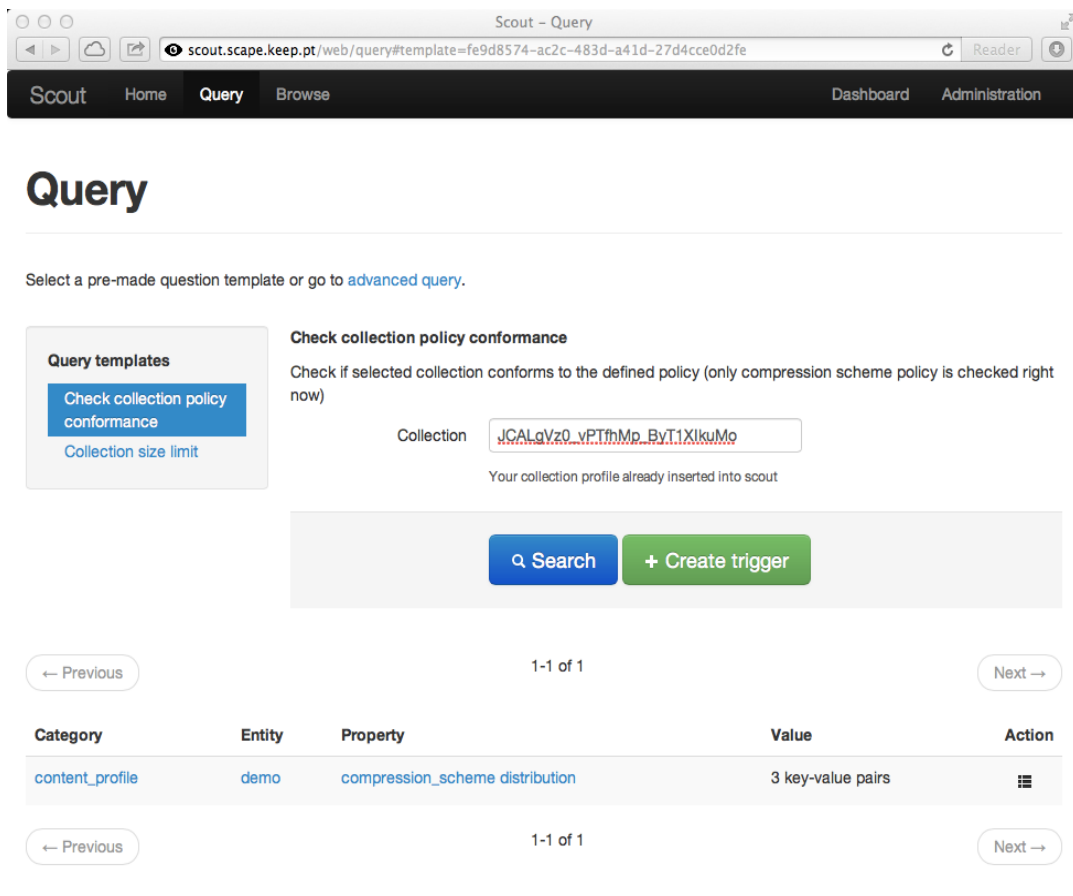 Scout – Query
scout.scape.keep.pt/web/query#template=fe9d8574-ac2c-483d-a41d-27d4cce0d2fe
Reader
Scout Home Query Browse Dashboard Administration
Query
Select a pre-made question template or go to advanced query.
Query templates
Check collection policy conformance
Collection size limit
Check collection policy conformance
Check if selected collection conforms to the defined policy (only compression scheme policy is checked right
now)
Collection JCALgVz0_vPTfhMp_ByT1XIkuMo
Your collection profile already inserted into scout
Search + Create trigger
← Previous 1-1 of 1 Next →
Category Entity Property Value Action
content_profile demo compression_scheme distribution 3 key-value pairs
← Previous 1-1 of 1 Next →